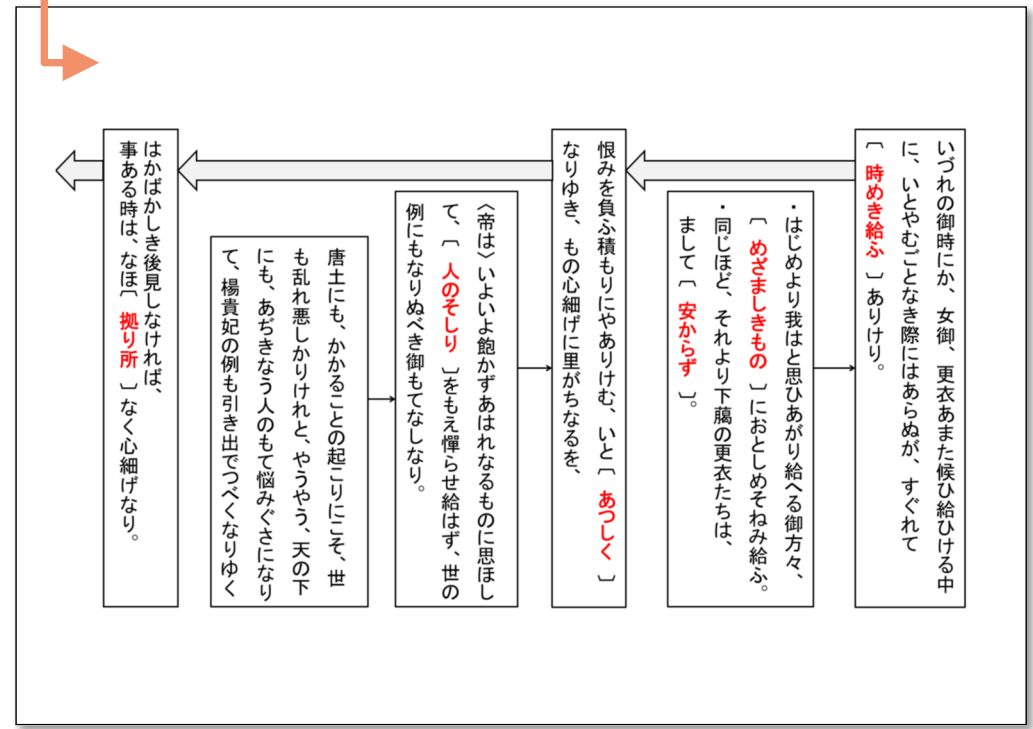 いづれの御時にか、女御、更衣あまた候ひ給ひける中
に、いとやむごとなき際にはあらぬが、すぐれて
〔 時めき給ふ 〕ありけり。
・はじめより我はと思ひあがり給へる御方々、
〔 めざましきもの 〕におとしめそねみ給ふ。
・同じほど、それより下臈の更衣たちは、
まして〔 安からず 〕。
恨みを負ふ積もりにやありけむ、いと〔 あつしく 〕
なりゆき、もの心細げに里がちなるを、
〈帝は〉いよいよ飽かずあはれなるものに思ほし
て、〔 人のそしり 〕をもえ憚らせ給はず、世の
例にもなりぬべき御もてなしなり。
唐土にも、かかることの起こりにこそ、世
も乱れ悪しかりけれと、やうやう、天の下
にも、あぢきなう人のもて悩みぐさになり
て、楊貴妃の例も引き出でつべくなりゆく
はかばかしき後見しなければ、
事ある時は、なほ〔 拠り所 〕なく心細げなり。